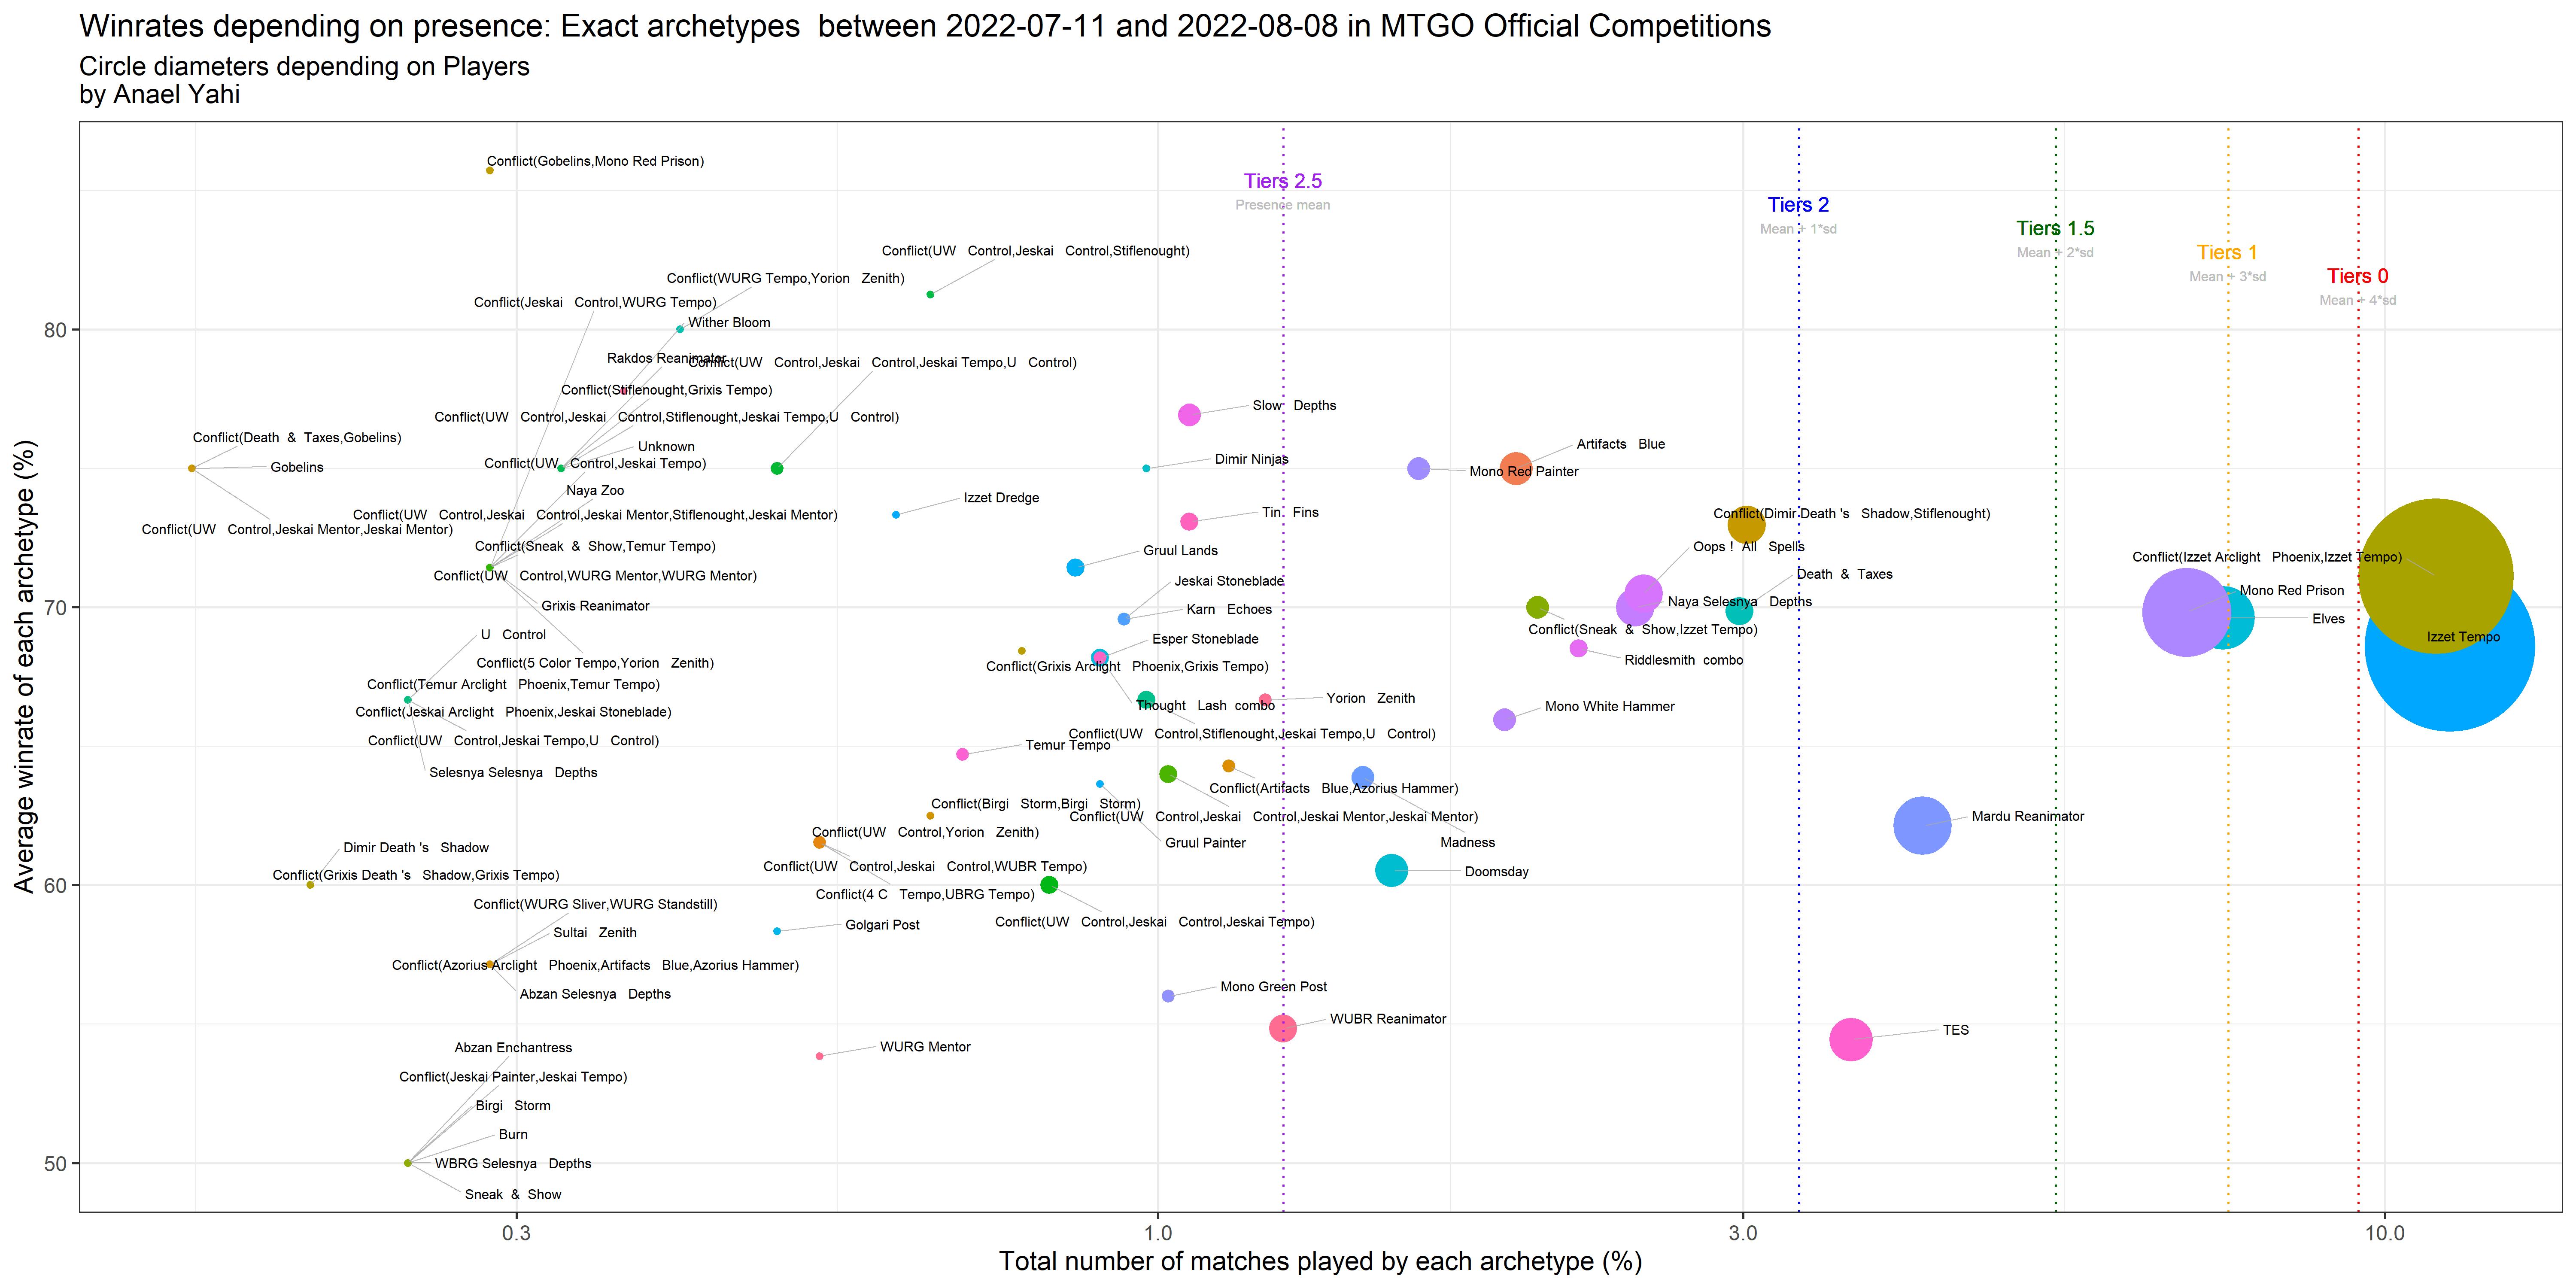 Winrates depending on presence: Exact archetypes  between 2022-07-11 and 2022-08-08 in MTGO Official Competitions
Circle diameters depending on Players
by Anael Yahi
Average winrate of each archetype (%)
80
70
60
50
Conflict(Gobelins,Mono Red Prison)
Tiers 2.5
Presence mean
Tiers 2
Mean + 1*sd
Tiers 1.5
Mean + 2*sd
Tiers 1
Mean + 3*sd
Tiers 0
Mean + 4*sd
Conflict(UW   Control,Jeskai   Control,Stiflenought)
Conflict(WURG Tempo,Yorion   Zenith)
Conflict(Jeskai   Control,WURG Tempo)
Wither Bloom
Rakdos Reanimator
Conflict(UW   Control,Jeskai   Control,Jeskai Tempo,U   Control)
Conflict(Stiflenought,Grixis Tempo)
Slow   Depths
Conflict(UW   Control,Jeskai   Control,Stiflenought,Jeskai Tempo,U   Control)
Conflict(Death  &  Taxes,Gobelins)
Gobelins
Unknown
Conflict(UW   Control,Jeskai Tempo)
Dimir Ninjas
Artifacts   Blue
Mono Red Painter
Naya Zoo
Izzet Dredge
Conflict(UW   Control,Jeskai   Control,Jeskai Mentor,Stiflenought,Jeskai Mentor)
Conflict(UW   Control,Jeskai Mentor,Jeskai Mentor)
Tin   Fins
Conflict(Dimir Death 's   Shadow,Stiflenought)
Conflict(Sneak  &  Show,Temur Tempo)
Gruul Lands
Oops !  All   Spells
Conflict(Izzet Arclight   Phoenix,Izzet Tempo)
Conflict(UW   Control,WURG Mentor,WURG Mentor)
Jeskai Stoneblade
Death  &  Taxes
Mono Red Prison
Grixis Reanimator
Karn   Echoes
Naya Selesnya   Depths
Elves
U   Control
Esper Stoneblade
Conflict(Sneak  &  Show,Izzet Tempo)
Izzet Tempo
Conflict(5 Color Tempo,Yorion   Zenith)
Conflict(Grixis Arclight   Phoenix,Grixis Tempo)
Riddlesmith   combo
Conflict(Temur Arclight   Phoenix,Temur Tempo)
Yorion   Zenith
Thought   Lash  combo
Mono White Hammer
Conflict(Jeskai Arclight   Phoenix,Jeskai Stoneblade)
Conflict(UW   Control,Jeskai Tempo,U   Control)
Conflict(UW   Control,Stiflenought,Jeskai Tempo,U   Control)
Temur Tempo
Selesnya Selesnya   Depths
Conflict(Artifacts   Blue,Azorius Hammer)
Conflict(Birgi   Storm,Birgi   Storm)
Conflict(UW   Control,Jeskai   Control,Jeskai Mentor,Jeskai Mentor)
Mardu Reanimator
Conflict(UW   Control,Yorion   Zenith)
Gruul Painter
Madness
Dimir Death 's   Shadow
Conflict(UW   Control,Jeskai   Control,WUBR Tempo)
Doomsday
Conflict(Grixis Death 's   Shadow,Grixis Tempo)
Conflict(4 C   Tempo,UBRG Tempo)
Conflict(WURG Sliver,WURG Standstill)
Golgari Post
Conflict(UW   Control,Jeskai   Control,Jeskai Tempo)
Sultai   Zenith
Conflict(Azorius Arclight   Phoenix,Artifacts   Blue,Azorius Hammer)
Abzan Selesnya   Depths
Mono Green Post
WUBR Reanimator
TES
Abzan Enchantress
WURG Mentor
Conflict(Jeskai Painter,Jeskai Tempo)
Birgi   Storm
Burn
WBRG Selesnya   Depths
Sneak  &  Show
0.3
1.0
3.0
10.0
Total number of matches played by each archetype (%)